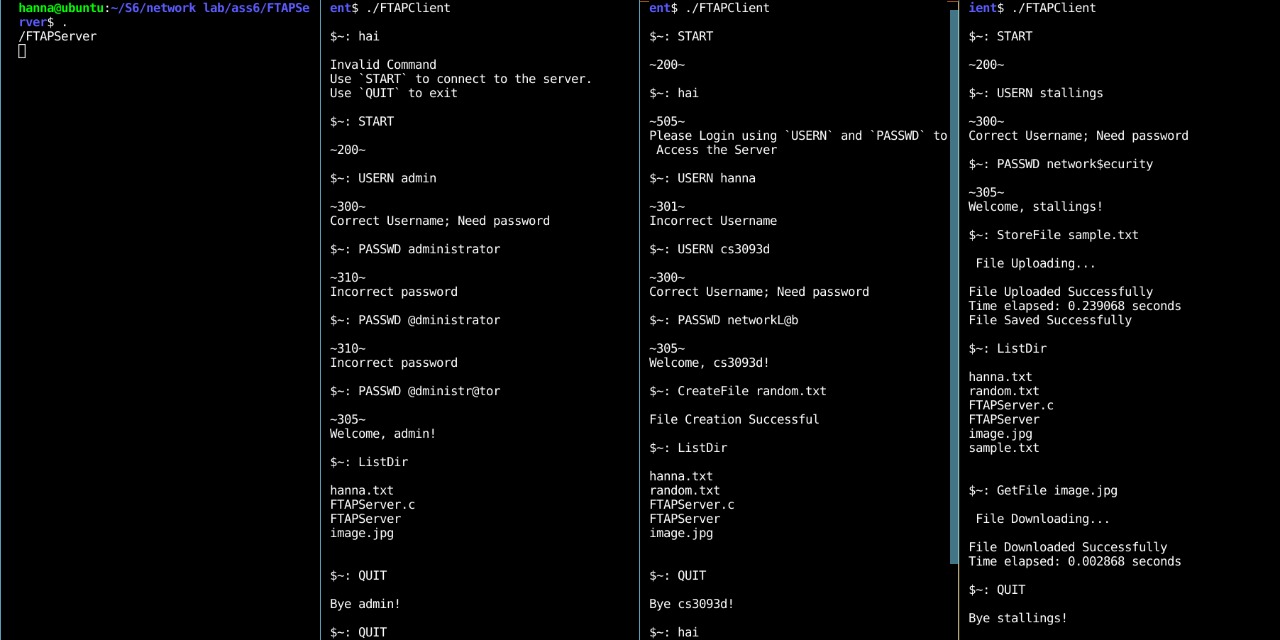 hanna@ubuntu:~/S6/network lab/ass6/FTAPSe
rver$ .
/FTAPServer
ent$ ./FTAPClient
$~: hai
Invalid Command
Use `START` to connect to the server.
Use `QUIT` to exit
$~: START
~200~
$~: USERN admin
~300~
Correct Username; Need password
$~: PASSWD administrator
~310~
Incorrect password
$~: PASSWD @dministrator
~310~
Incorrect password
$~: PASSWD @dministr@tor
~305~
Welcome, admin!
$~: ListDir
hanna.txt
random.txt
FTAPServer.c
FTAPServer
image.jpg
$~: QUIT
Bye admin!
$~: QUIT
ent$ ./FTAPClient
$~: START
~200~
$~: hai
~505~
Please Login using `USERN` and `PASSWD` to
Access the Server
$~: USERN hanna
~301~
Incorrect Username
$~: USERN cs3093d
~300~
Correct Username; Need password
$~: PASSWD networkL@b
~305~
Welcome, cs3093d!
$~: CreateFile random.txt
File Creation Successful
$~: ListDir
hanna.txt
random.txt
FTAPServer.c
FTAPServer
image.jpg
$~: QUIT
Bye cs3093d!
$~: hai
ient$ ./FTAPClient
$~: START
~200~
$~: USERN stallings
~300~
Correct Username; Need password
$~: PASSWD network$ecurity
~305~
Welcome, stallings!
$~: StoreFile sample.txt
File Uploading...
File Uploaded Successfully
Time elapsed: 0.239068 seconds
File Saved Successfully
$~: ListDir
hanna.txt
random.txt
FTAPServer.c
FTAPServer
image.jpg
sample.txt
$~: GetFile image.jpg
File Downloading...
File Downloaded Successfully
Time elapsed: 0.002868 seconds
$~: QUIT
Bye stallings!